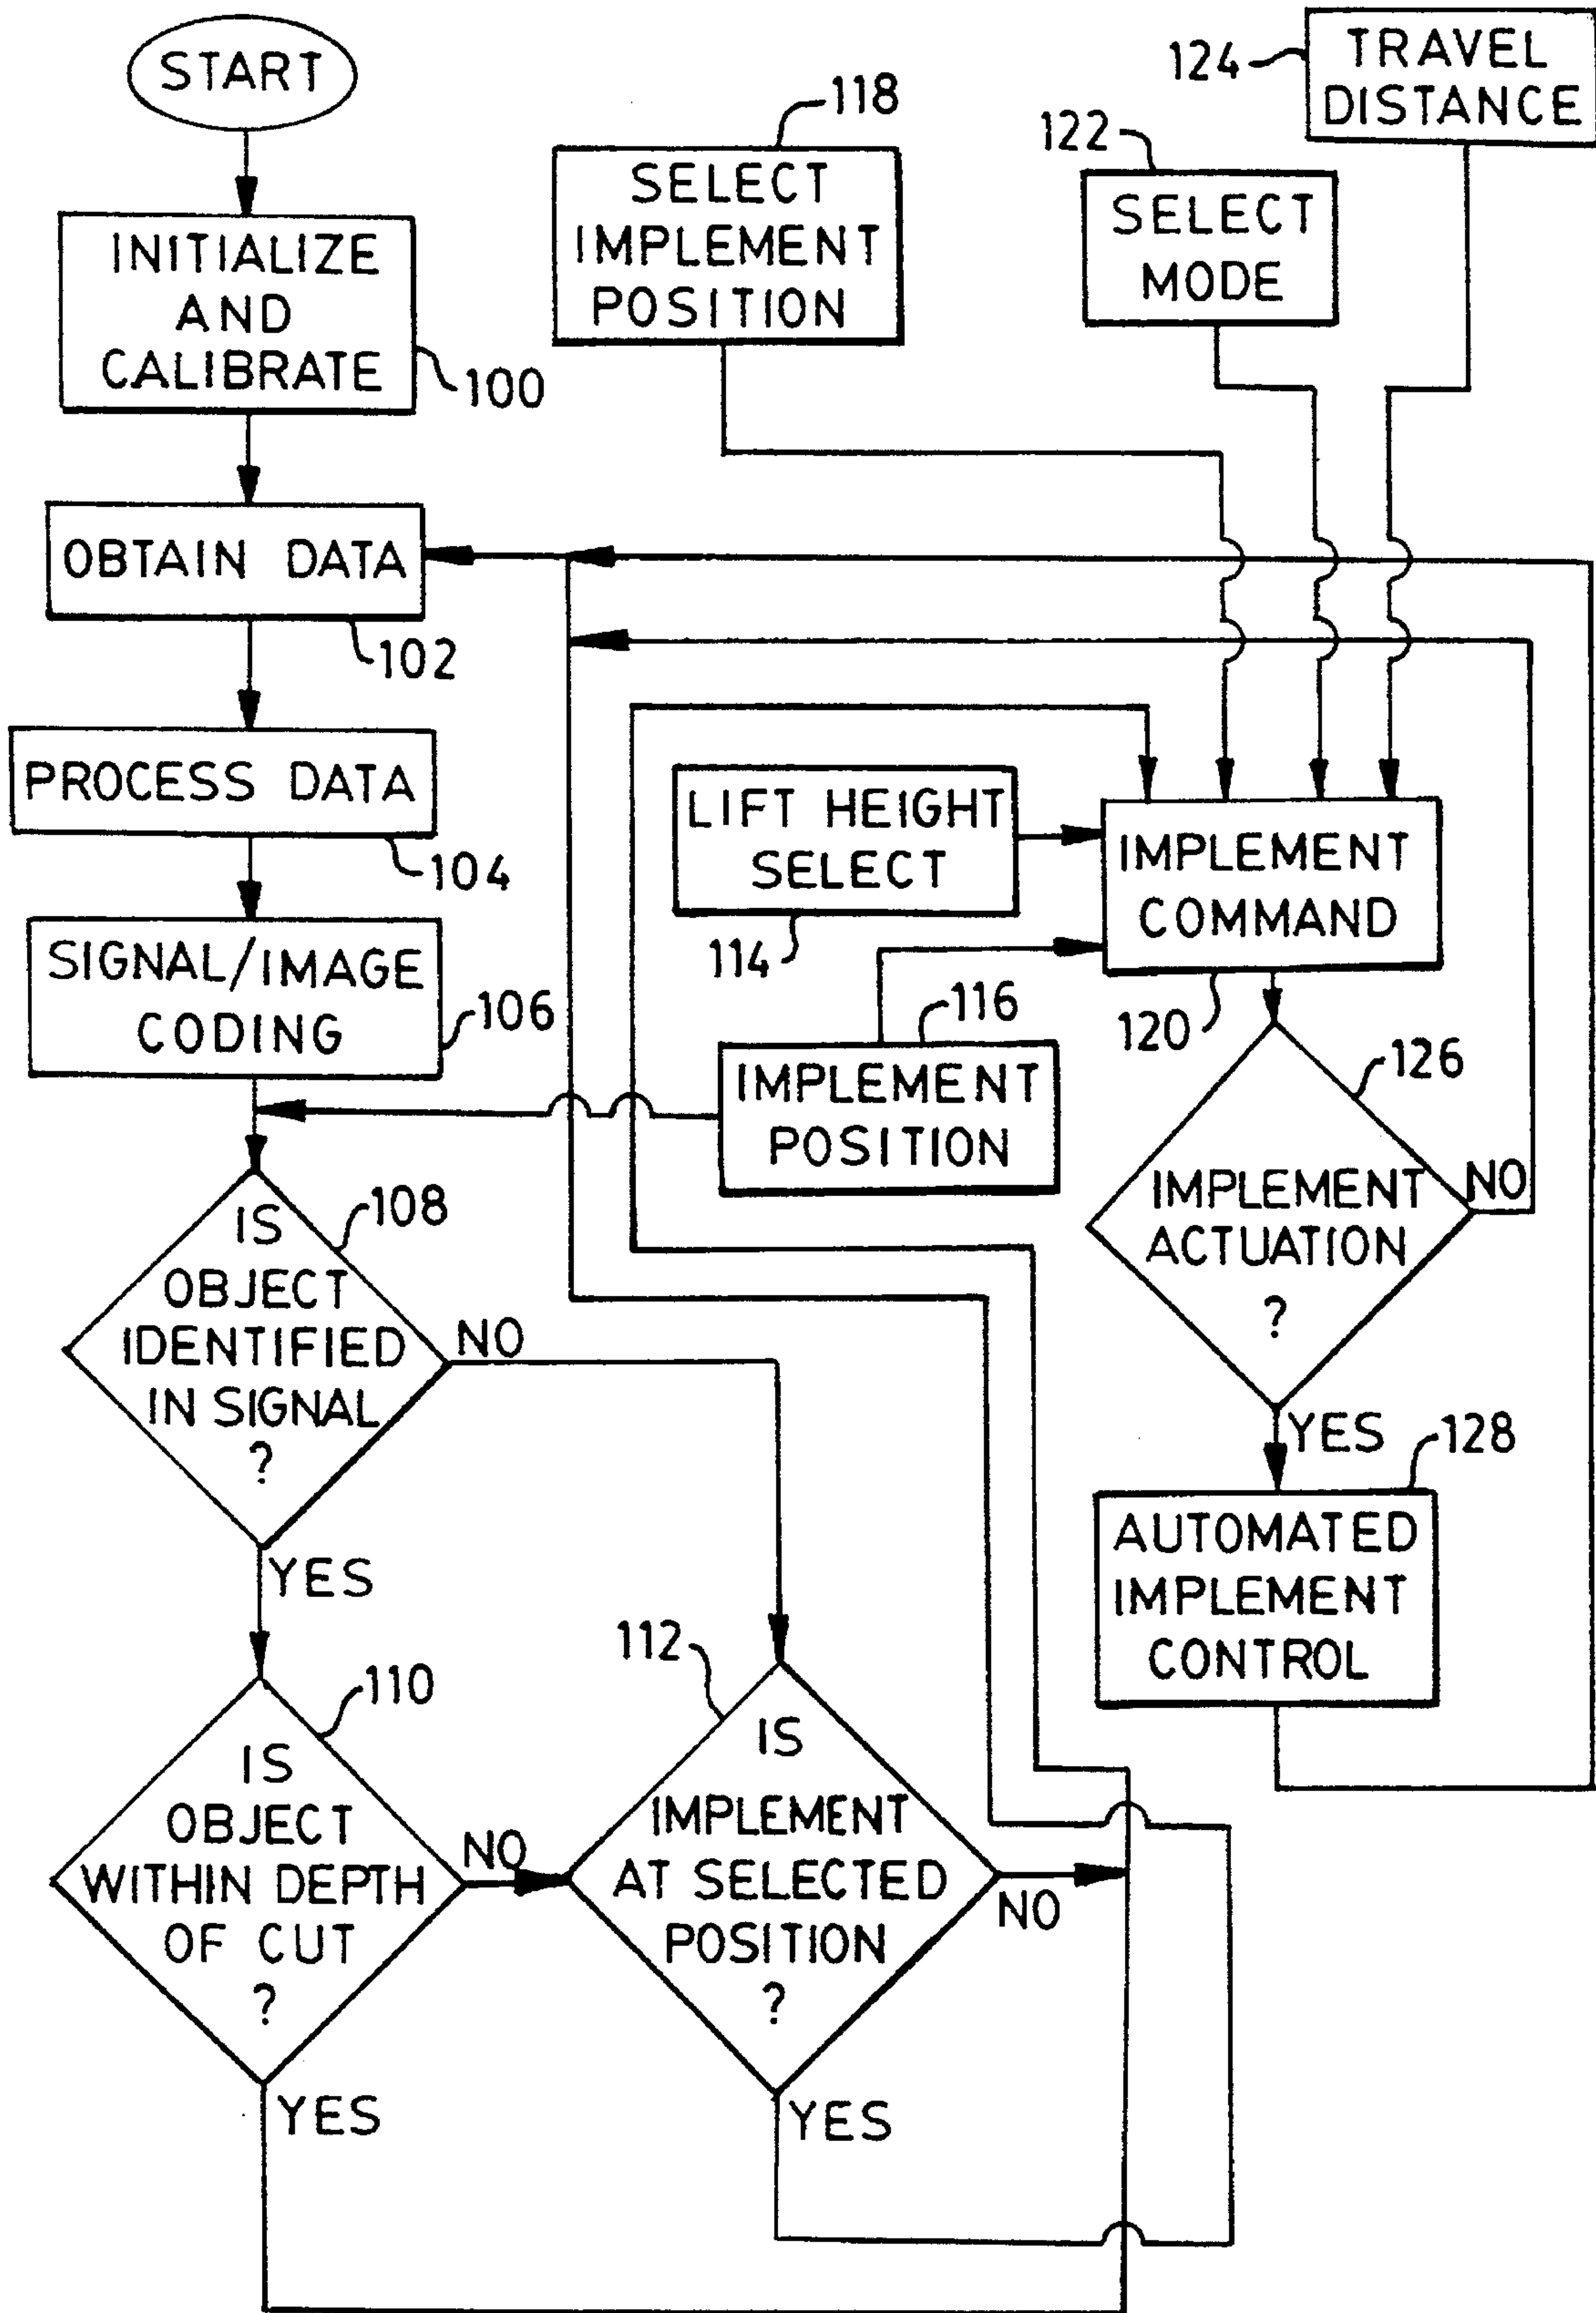 START
INITIALIZE
AND
CALIBRATE
100
OBTAIN DATA
102
PROCESS DATA
104
SIGNAL/IMAGE
CODING
106
IS
OBJECT
IDENTIFIED
IN SIGNAL
?
108
NO
YES
IS
OBJECT
WITHIN DEPTH
OF CUT
?
110
NO
YES
IS
IMPLEMENT
AT SELECTED
POSITION
?
112
NO
YES
LIFT HEIGHT
SELECT
114
IMPLEMENT
POSITION
116
SELECT
IMPLEMENT
POSITION
118
IMPLEMENT
COMMAND
120
SELECT
MODE
122
TRAVEL
DISTANCE
124
IMPLEMENT
ACTUATION
?
126
NO
YES
AUTOMATED
IMPLEMENT
CONTROL
128